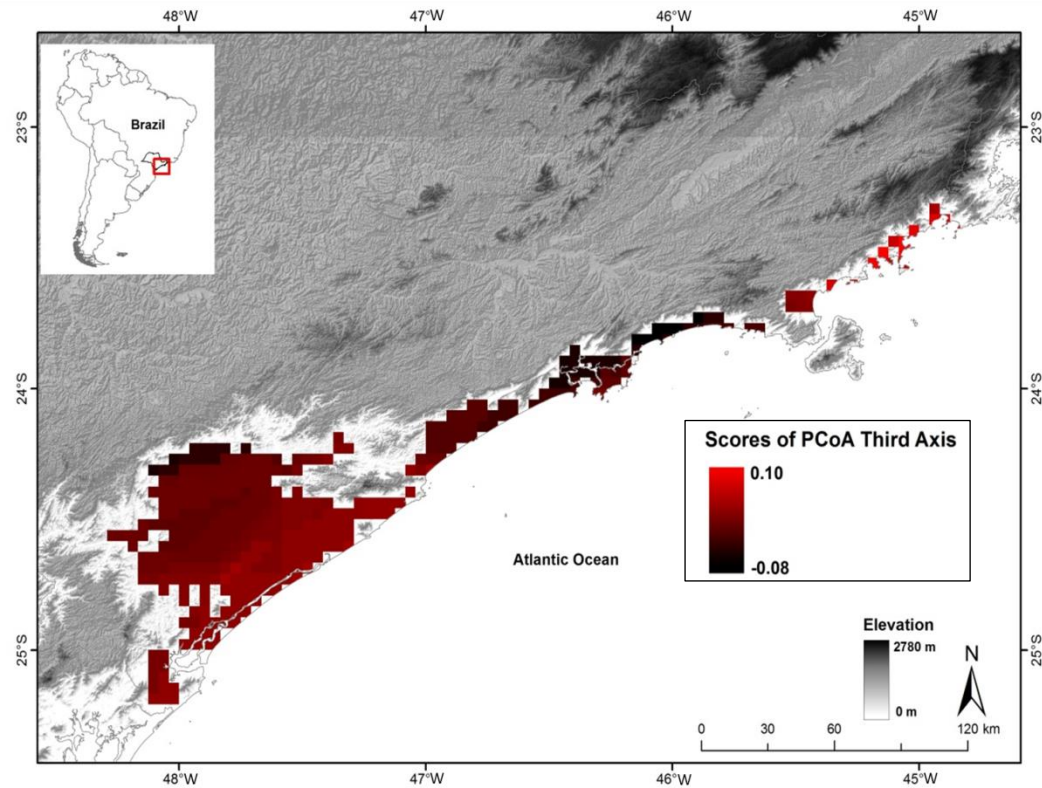 48°W 47°W 46°W 45°W
Brazil
23°S 23°S
24°S 24°S
Scores of PCoA Third Axis
0.10
-0.08
Atlantic Ocean
25°S 25°S
Elevation
2780 m
0 m
N
0 30 60 120 km
48°W 47°W 46°W 45°W